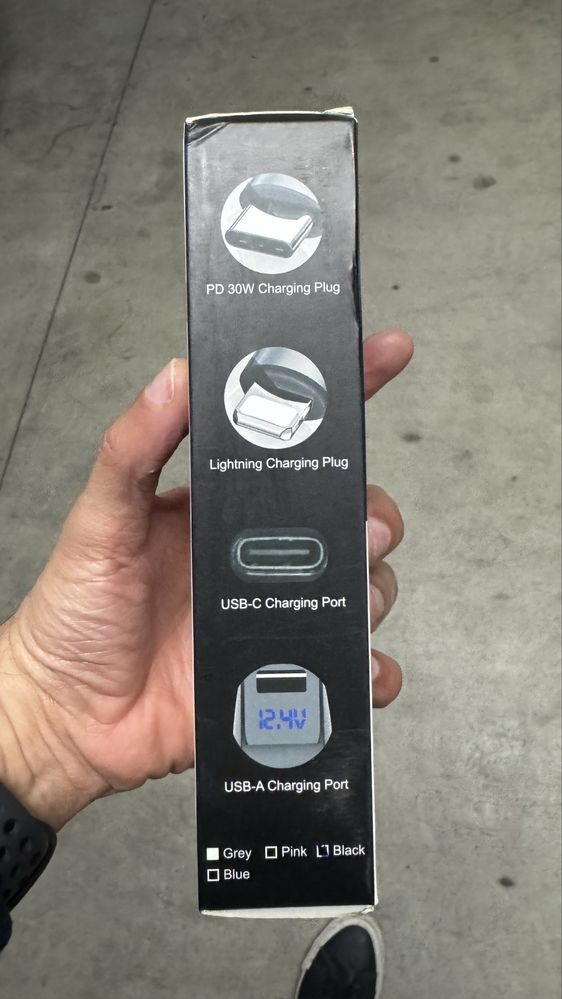 PD 30W Charging Plug
Lightning Charging Plug
USB-C Charging Port
12.4V
USB-A Charging Port
Grey Pink Black
Blue